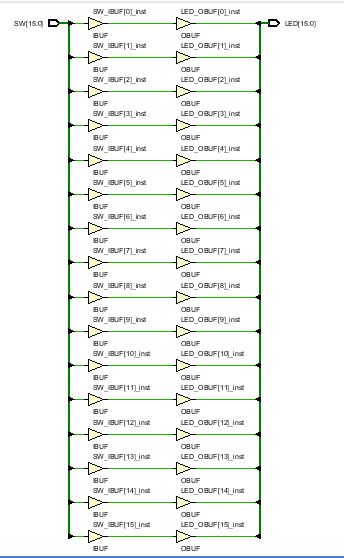 SW_IBUF[0]_inst LED_OBUF[0]_inst
SW[15:0] LED[15:0]
IBUF OBUF
SW_IBUF[1]_inst LED_OBUF[1]_inst
IBUF OBUF
SW_IBUF[2]_inst LED_OBUF[2]_inst
IBUF OBUF
SW_IBUF[3]_inst LED_OBUF[3]_inst
IBUF OBUF
SW_IBUF[4]_inst LED_OBUF[4]_inst
IBUF OBUF
SW_IBUF[5]_inst LED_OBUF[5]_inst
IBUF OBUF
SW_IBUF[6]_inst LED_OBUF[6]_inst
IBUF OBUF
SW_IBUF[7]_inst LED_OBUF[7]_inst
IBUF OBUF
SW_IBUF[8]_inst LED_OBUF[8]_inst
IBUF OBUF
SW_IBUF[9]_inst LED_OBUF[9]_inst
IBUF OBUF
SW_IBUF[10]_inst LED_OBUF[10]_inst
IBUF OBUF
SW_IBUF[11]_inst LED_OBUF[11]_inst
IBUF OBUF
SW_IBUF[12]_inst LED_OBUF[12]_inst
IBUF OBUF
SW_IBUF[13]_inst LED_OBUF[13]_inst
IBUF OBUF
SW_IBUF[14]_inst LED_OBUF[14]_inst
IBUF OBUF
SW_IBUF[15]_inst LED_OBUF[15]_inst
IBUF OBUF